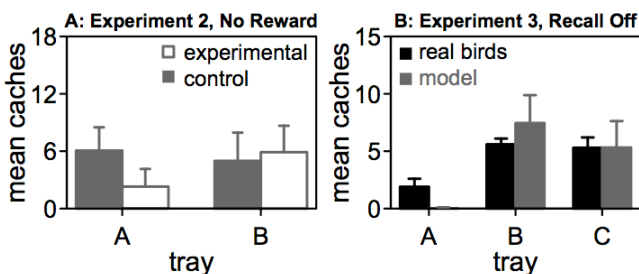 A: Experiment 2, No Reward
18
12
6
0
mean caches
experimental
control
A B
tray
B: Experiment 3, Recall Off
15
10
5
0
mean caches
real birds
model
A B C
tray